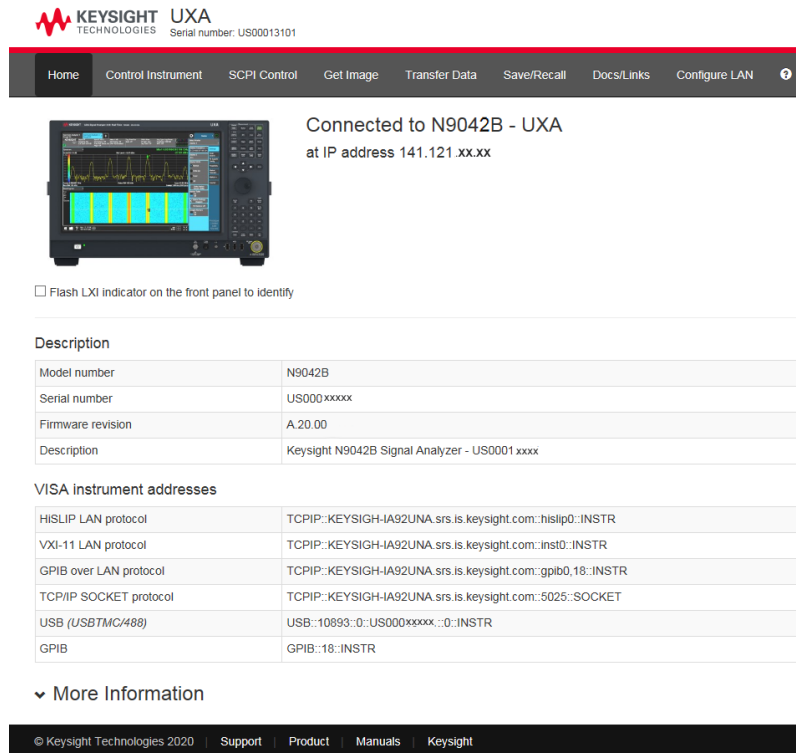 KEYSIGHT
TECHNOLOGIES
UXA
Serial number: US00013101
Home Control Instrument SCPI Control Get Image Transfer Data Save/Recall Docs/Links Configure LAN ?
Connected to N9042B - UXA
at IP address 141.121.xx.xx
Flash LXI indicator on the front panel to identify
Description
Model number N9042B
Serial number US000xxxxx
Firmware revision A.20.00
Description Keysight N9042B Signal Analyzer - US0001xxxx
VISA instrument addresses
HiSLIP LAN protocol TCPIP::KEYSIGH-IA92UNA.srs.is.keysight.com::hislip0::INSTR
VXI-11 LAN protocol TCPIP::KEYSIGH-IA92UNA.srs.is.keysight.com::inst0::INSTR
GPIB over LAN protocol TCPIP::KEYSIGH-IA92UNA.srs.is.keysight.com::gpib0,18::INSTR
TCP/IP SOCKET protocol TCPIP::KEYSIGH-IA92UNA.srs.is.keysight.com::5025::SOCKET
USB (USBTMC/488) USB::10893::0::US000xxxxx.::0::INSTR
GPIB GPIB::18::INSTR
More Information
© Keysight Technologies 2020 | Support | Product | Manuals | Keysight